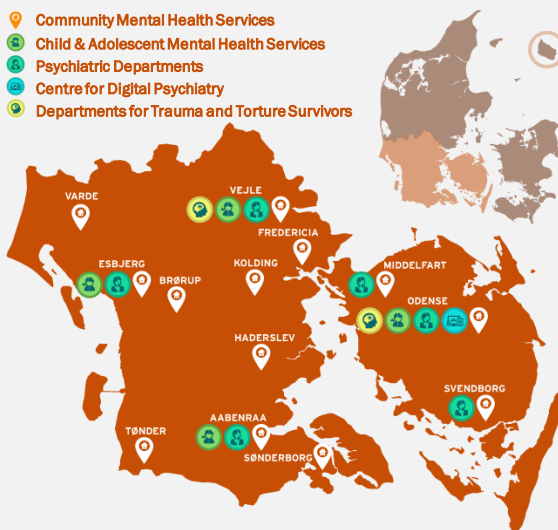 Community Mental Health Services
Child & Adolescent Mental Health Services
Psychiatric Departments
Centre for Digital Psychiatry
Departments for Trauma and Torture Survivors
VARDE
VEJLE
FREDERICIA
ESBJERG
BRØRUP
KOLDING
MIDDELFART
ODENSE
HADERSLEV
SVENDBORG
AABENRAA
TØNDER
SØNDERBORG